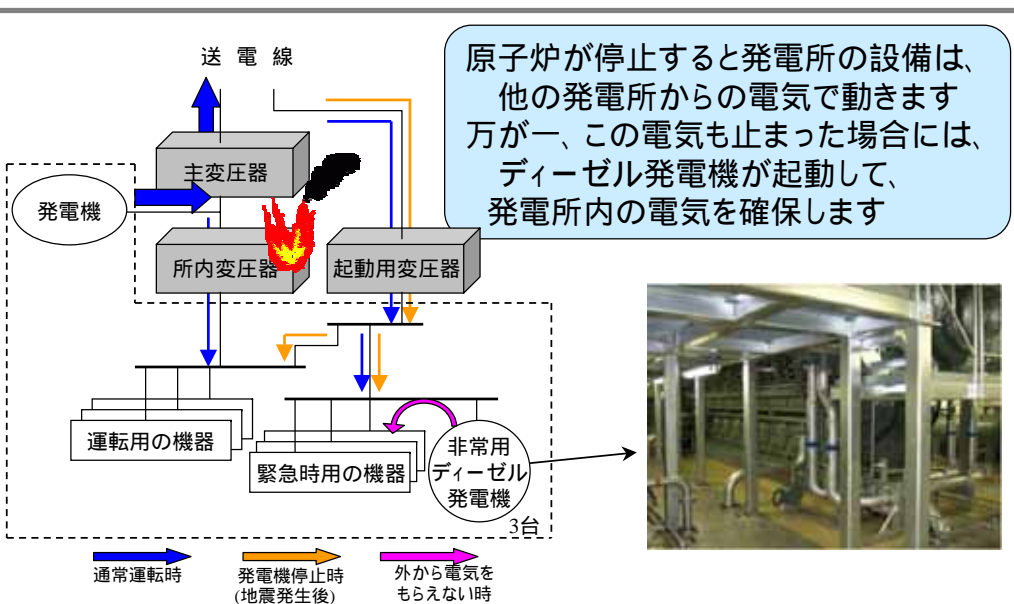 送電線
原子炉が停止すると発電所の設備は、
他の発電所からの電気で動きます
万が一、この電気も止まった場合には、
ディーゼル発電機が起動して、
発電所内の電気を確保します
主変圧器
発電機
所内変圧器
起動用変圧器
運転用の機器
緊急時用の機器
非常用
ディーゼル
発電機
3台
通常運転時
発電機停止時
(地震発生後)
外から電気を
もらえない時